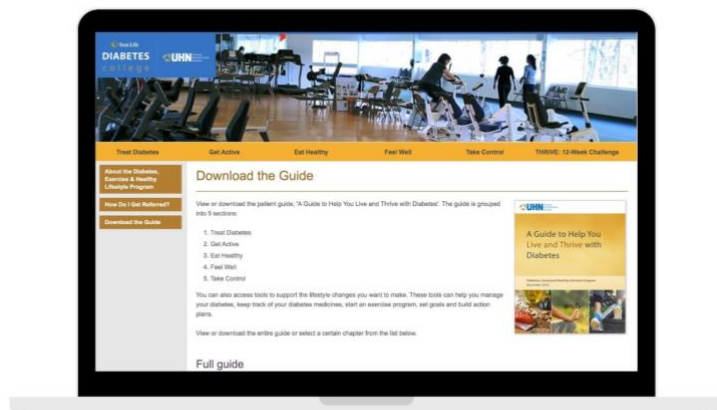 Sun Life
DIABETES
college
UHN
Treat Diabetes
Get Active
Eat Healthy
Feel Well
Take Control
THRIVE: 12-Week Challenge
About the Diabetes,
Exercise & Healthy
Lifestyle Program
How Do I Get Referred?
Download the Guide
Download the Guide
View or download the patient guide, 'A Guide to Help You Live and Thrive with Diabetes'. The guide is grouped
into 5 sections:
1. Treat Diabetes
2. Get Active
3. Eat Healthy
4. Feel Well
5. Take Control
You can also access tools to support the lifestyle changes you want to make. These tools can help you manage
your diabetes, keep track of your diabetes medicines, start an exercise program, set goals and build action
plans.
View or download the entire guide or select a certain chapter from the list below.
Full guide
UHN
A Guide to Help You
Live and Thrive with
Diabetes